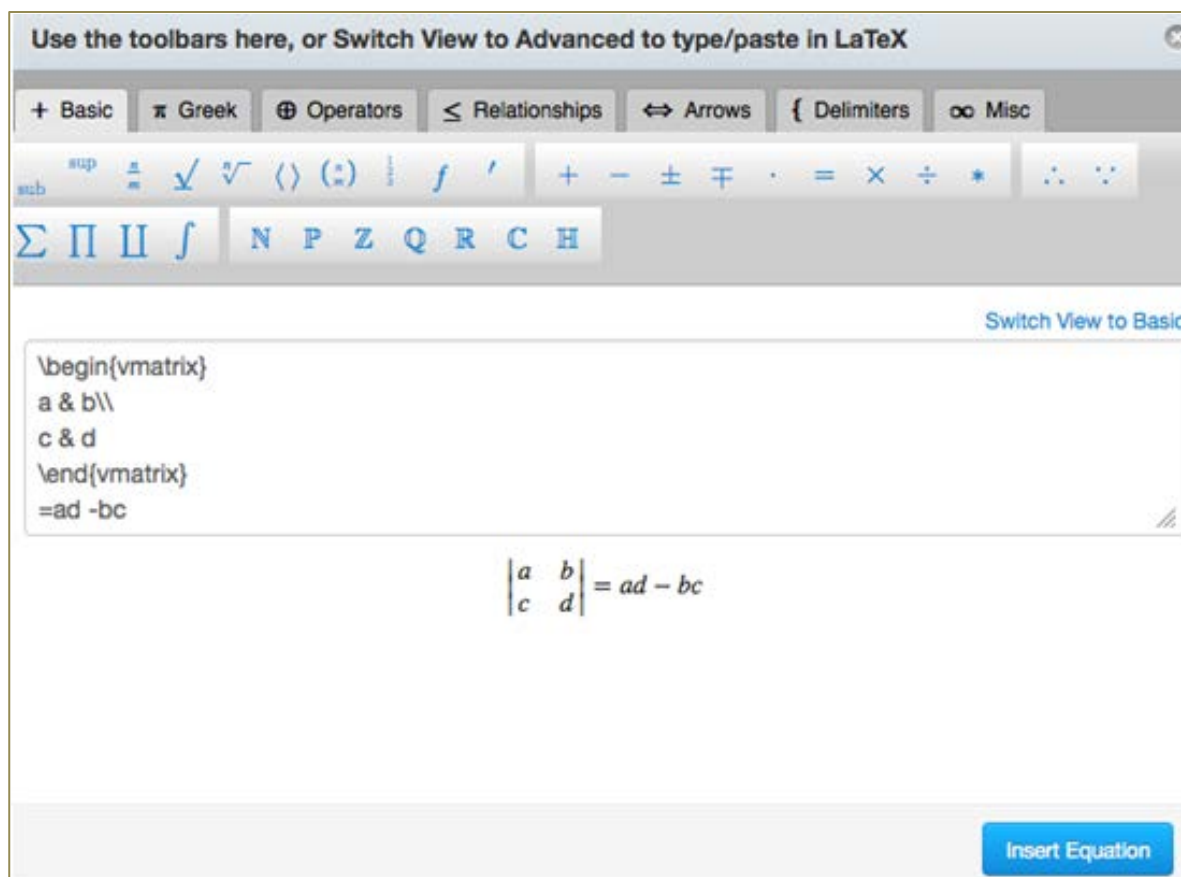 Use the toolbars here, or Switch View to Advanced to type/paste in LaTeX
+ Basic π Greek ⊕ Operators ≤ Relationships ⇔ Arrows { Delimiters ∞ Misc
sub sup n/m √ ⁿ√ ⟨⟩ (n/m) f ′ + − ± ∓ · = × ÷ * ∴ ∵
∑ ∏ ∐ ∫ ℕ ℙ ℤ ℚ ℝ ℂ ℍ
Switch View to Basic
\begin{vmatrix}
a & b\\
c & d
\end{vmatrix}
=ad -bc
|a b|
|c d| = ad − bc
Insert Equation